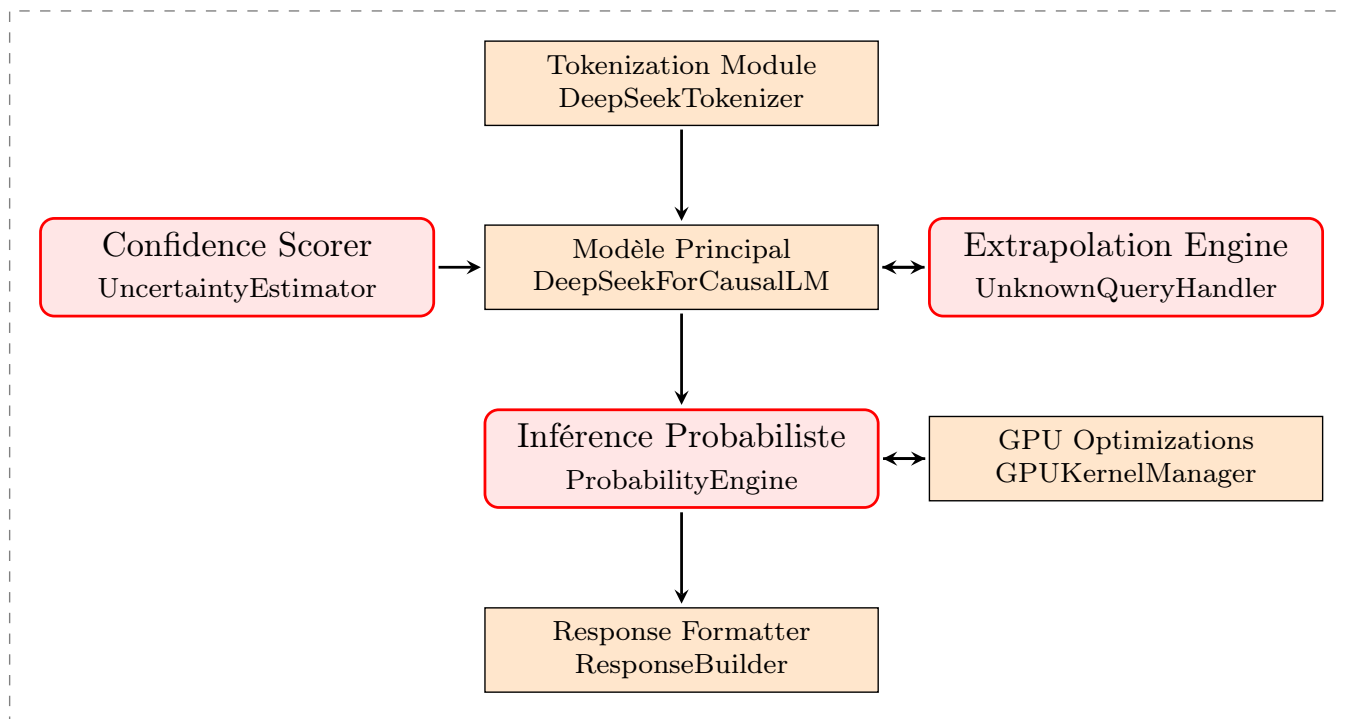 Tokenization Module
DeepSeekTokenizer
Confidence Scorer
UncertaintyEstimator
Modèle Principal
DeepSeekForCausalLM
Extrapolation Engine
UnknownQueryHandler
Inférence Probabiliste
ProbabilityEngine
GPU Optimizations
GPUKernelManager
Response Formatter
ResponseBuilder